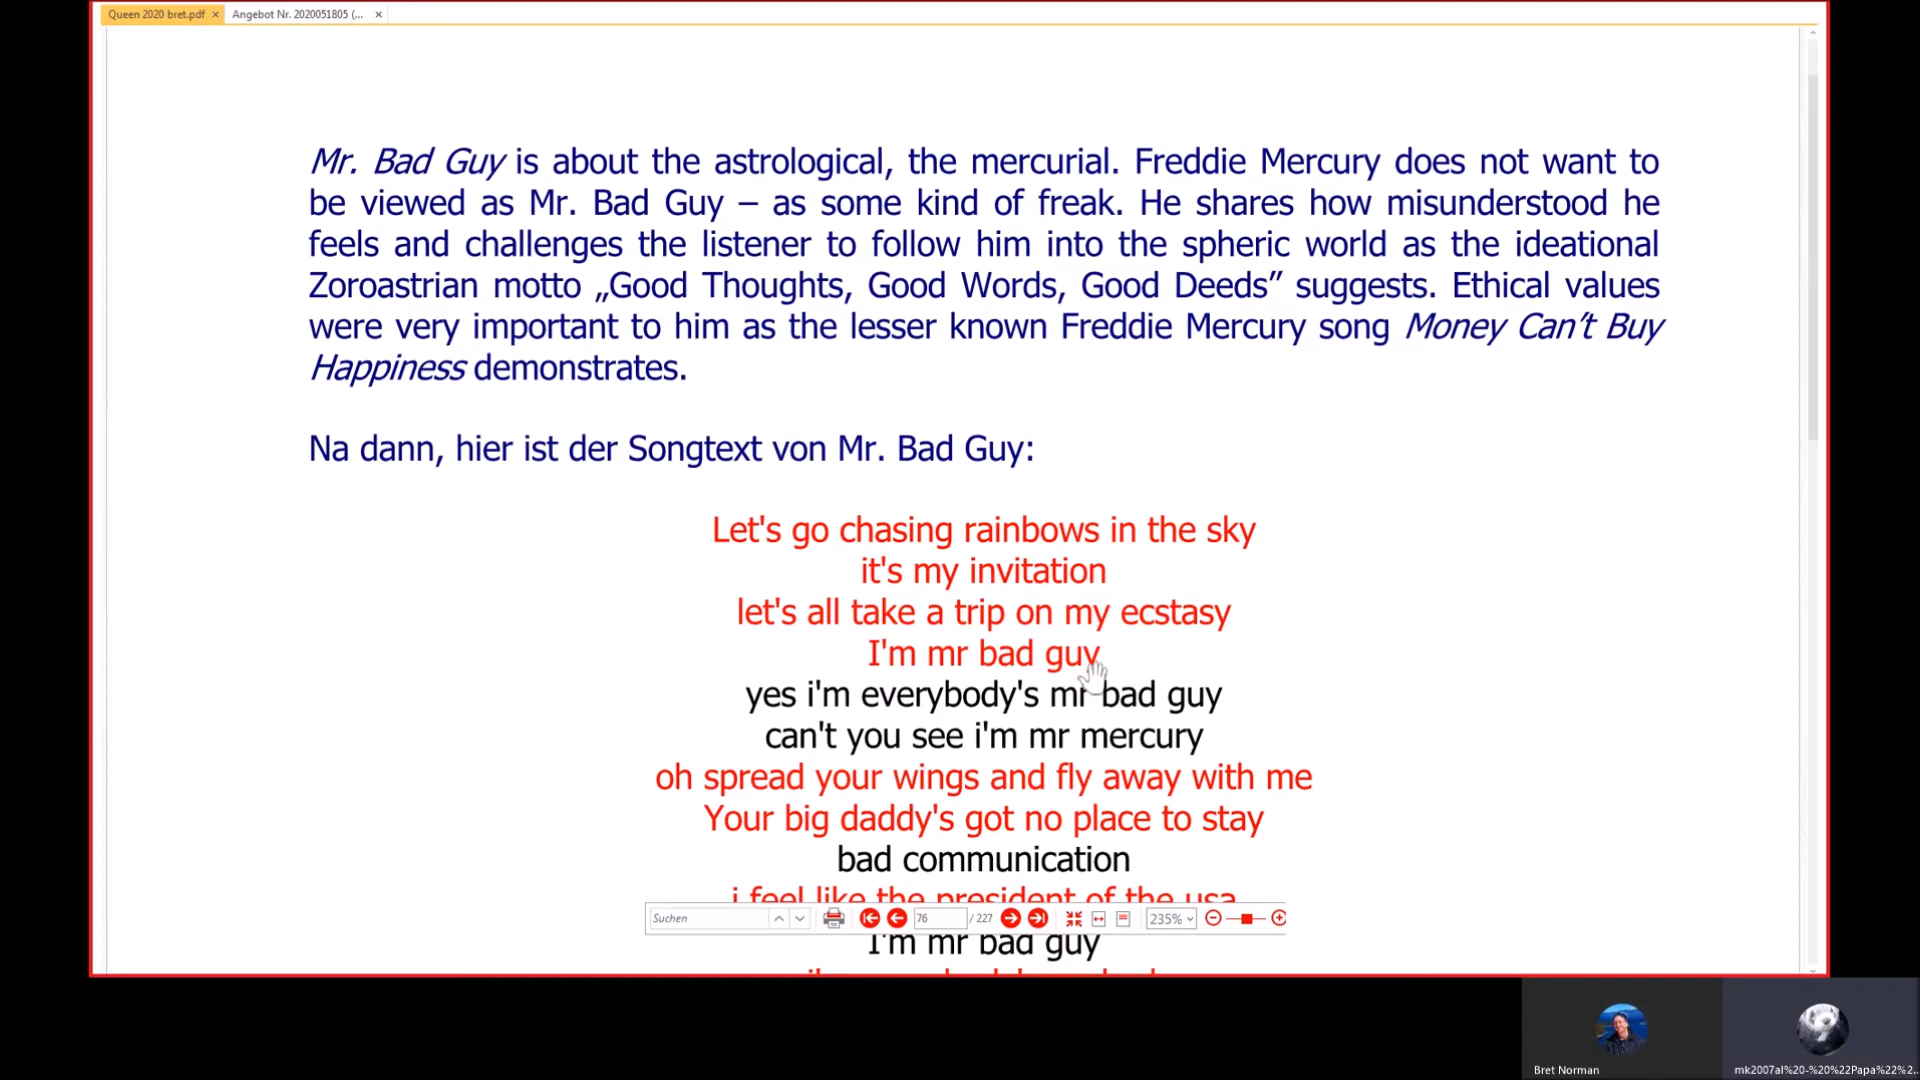 Queen 2020 bret.pdf × Angebot Nr. 2020051805 (... ×
Mr. Bad Guy is about the astrological, the mercurial. Freddie Mercury does not want to
be viewed as Mr. Bad Guy – as some kind of freak. He shares how misunderstood he
feels and challenges the listener to follow him into the spheric world as the ideational
Zoroastrian motto „Good Thoughts, Good Words, Good Deeds” suggests. Ethical values
were very important to him as the lesser known Freddie Mercury song Money Can’t Buy
Happiness demonstrates.
Na dann, hier ist der Songtext von Mr. Bad Guy:
Let's go chasing rainbows in the sky
it's my invitation
let's all take a trip on my ecstasy
I'm mr bad guy
yes i'm everybody's mr bad guy
can't you see i'm mr mercury
oh spread your wings and fly away with me
Your big daddy's got no place to stay
bad communication
i feel like the president of the usa
Suchen 76 / 227 235%
I'm mr bad guy
Bret Norman
mk2007al%20-%20%22Papa%22%2...